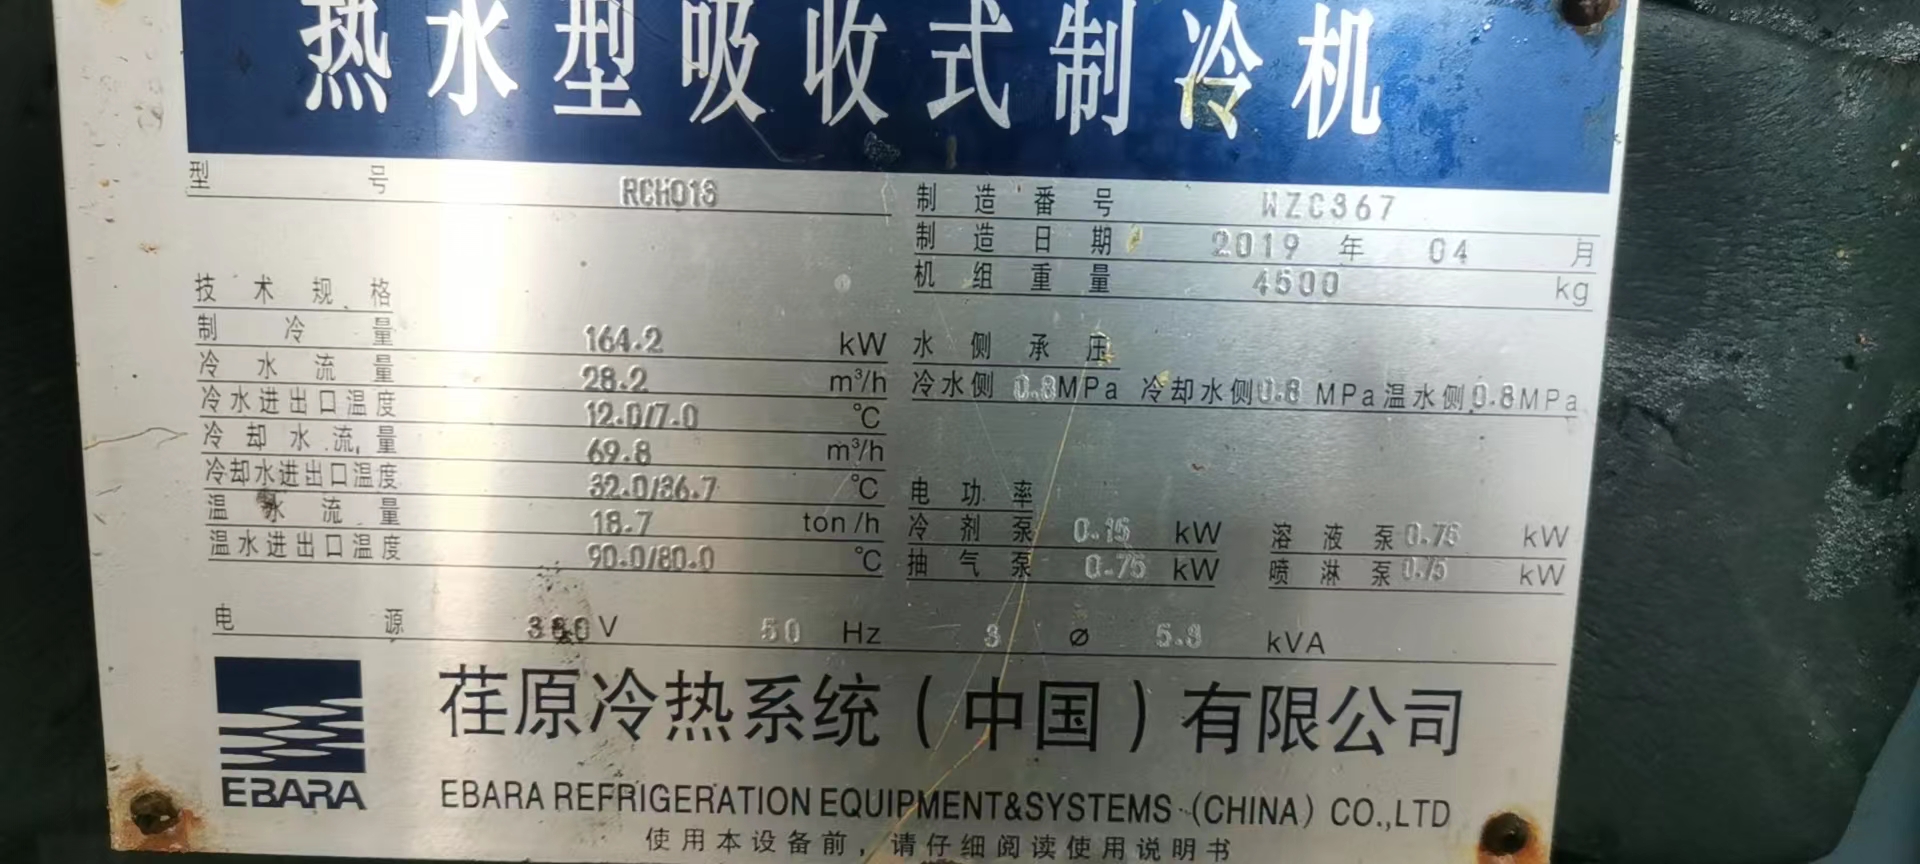 热水型吸收式制冷机
型号 RCH018
制造番号 WZC367
制造日期 2019 年 04 月
机组重量 4500 kg
技术规格
制冷量 164.2 kW
水侧承压
冷水流量 28.2 m³/h
冷水侧 0.8MPa 冷却水侧0.8 MPa 温水侧0.8MPa
冷水进出口温度 12.0/7.0 ℃
冷却水流量 69.8 m³/h
冷却水进出口温度 32.0/36.7 ℃
电功率
温水流量 18.7 ton/h
冷剂泵 0.15 kW 溶液泵 0.75 kW
温水进出口温度 90.0/80.0 ℃
抽气泵 0.75 kW 喷淋泵 0.75 kW
电源 380V 50 Hz 3 ø 5.9 kVA
荏原冷热系统（中国）有限公司
EBARA
EBARA REFRIGERATION EQUIPMENT&SYSTEMS (CHINA) CO.,LTD
使用本设备前，请仔细阅读使用说明书